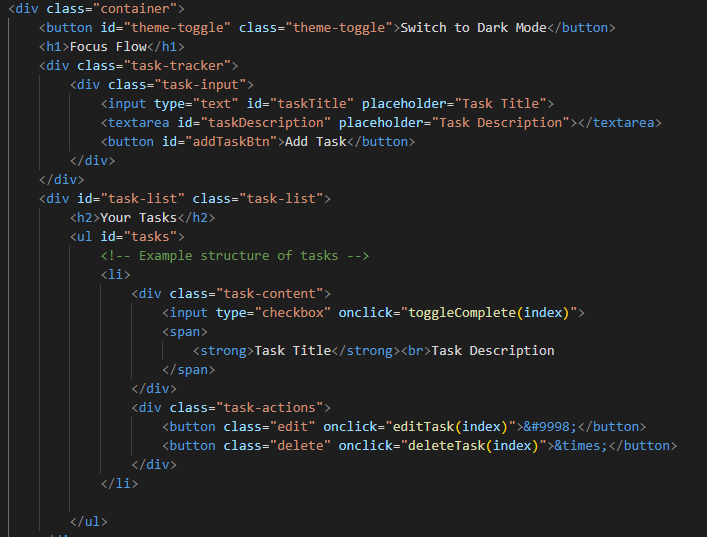 <div class="container">
<button id="theme-toggle" class="theme-toggle">Switch to Dark Mode</button>
<h1>Focus Flow</h1>
<div class="task-tracker">
<div class="task-input">
<input type="text" id="taskTitle" placeholder="Task Title">
<textarea id="taskDescription" placeholder="Task Description"></textarea>
<button id="addTaskBtn">Add Task</button>
</div>
</div>
<div id="task-list" class="task-list">
<h2>Your Tasks</h2>
<ul id="tasks">
<!-- Example structure of tasks -->
<li>
<div class="task-content">
<input type="checkbox" onclick="toggleComplete(index)">
<span>
<strong>Task Title</strong><br>Task Description
</span>
</div>
<div class="task-actions">
<button class="edit" onclick="editTask(index)">&#9998;</button>
<button class="delete" onclick="deleteTask(index)">&times;</button>
</div>
</li>
</ul>